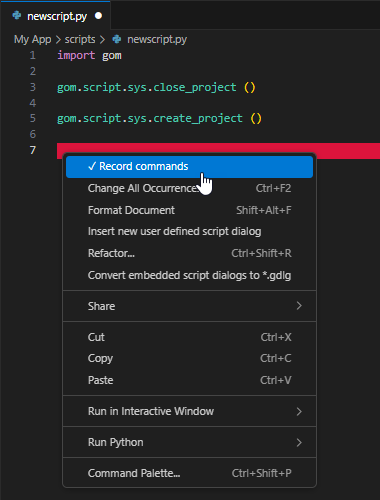 newscript.py
My App > scripts > newscript.py
1 import gom
2
3 gom.script.sys.close_project ()
4
5 gom.script.sys.create_project ()
6
7
✓ Record commands
Change All Occurrences Ctrl+F2
Format Document Shift+Alt+F
Insert new user defined script dialog
Refactor... Ctrl+Shift+R
Convert embedded script dialogs to *.gdlg
Share
Cut Ctrl+X
Copy Ctrl+C
Paste Ctrl+V
Run in Interactive Window
Run Python
Command Palette... Ctrl+Shift+P